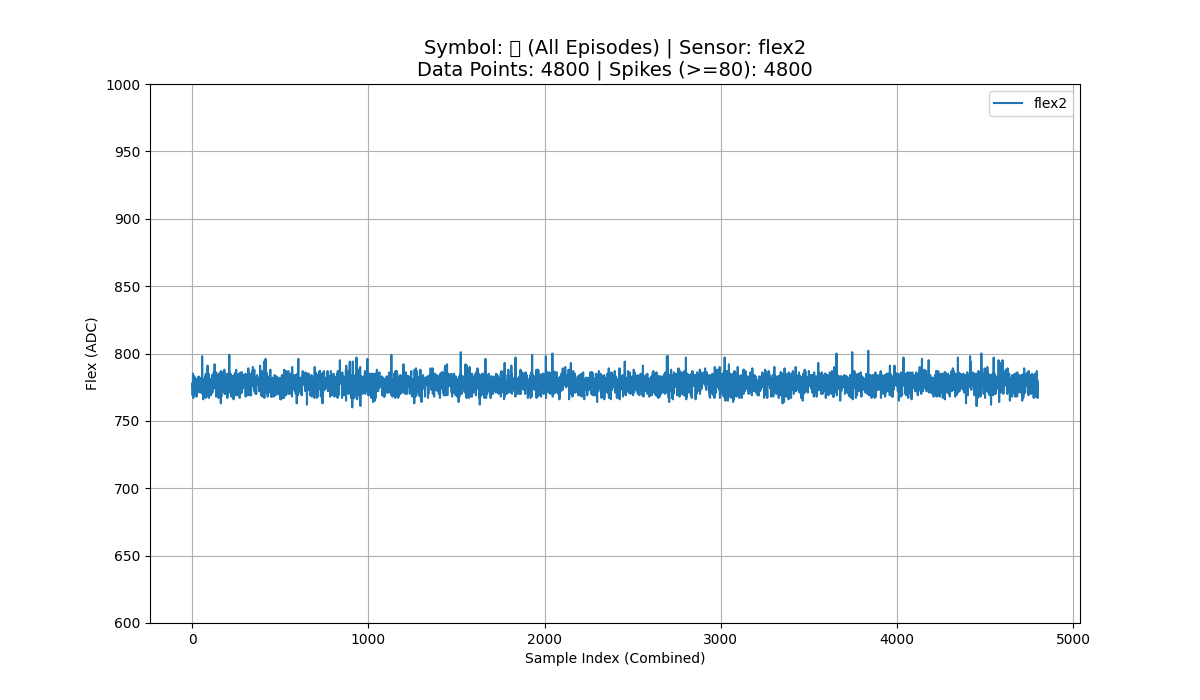 Symbol: (All Episodes) | Sensor: flex2
Data Points: 4800 | Spikes (>=80): 4800
flex2
1000
950
900
850
800
750
700
650
600
Flex (ADC)
0 1000 2000 3000 4000 5000
Sample Index (Combined)